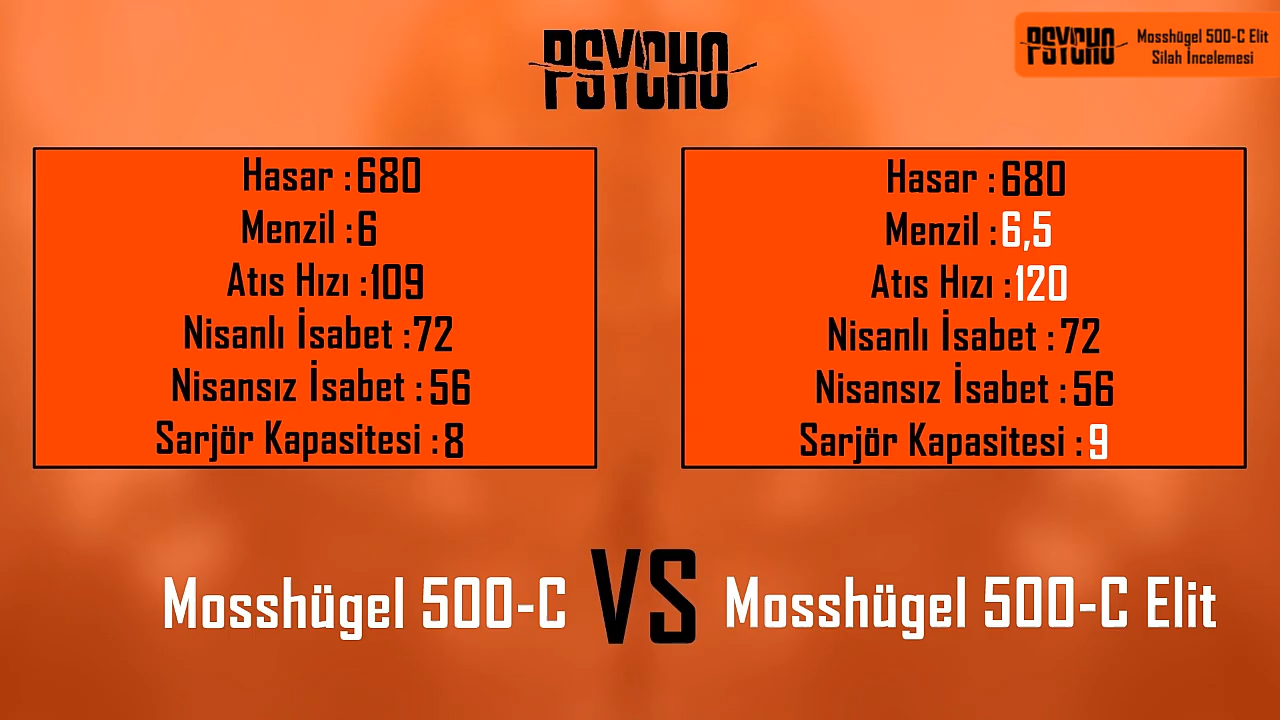 PSYCHO
PSYCHO
Mosshügel 500-C Elit
Silah İncelemesi
Hasar :680
Menzil :6
Atıs Hızı :109
Nisanlı İsabet :72
Nisansız İsabet :56
Sarjör Kapasitesi :8
Hasar :680
Menzil :6,5
Atıs Hızı :120
Nisanlı İsabet :72
Nisansız İsabet :56
Sarjör Kapasitesi :9
Mosshügel 500-C VS Mosshügel 500-C Elit